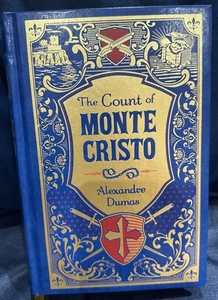 The Count of
MONTE
CRISTO
Alexandre
Dumas